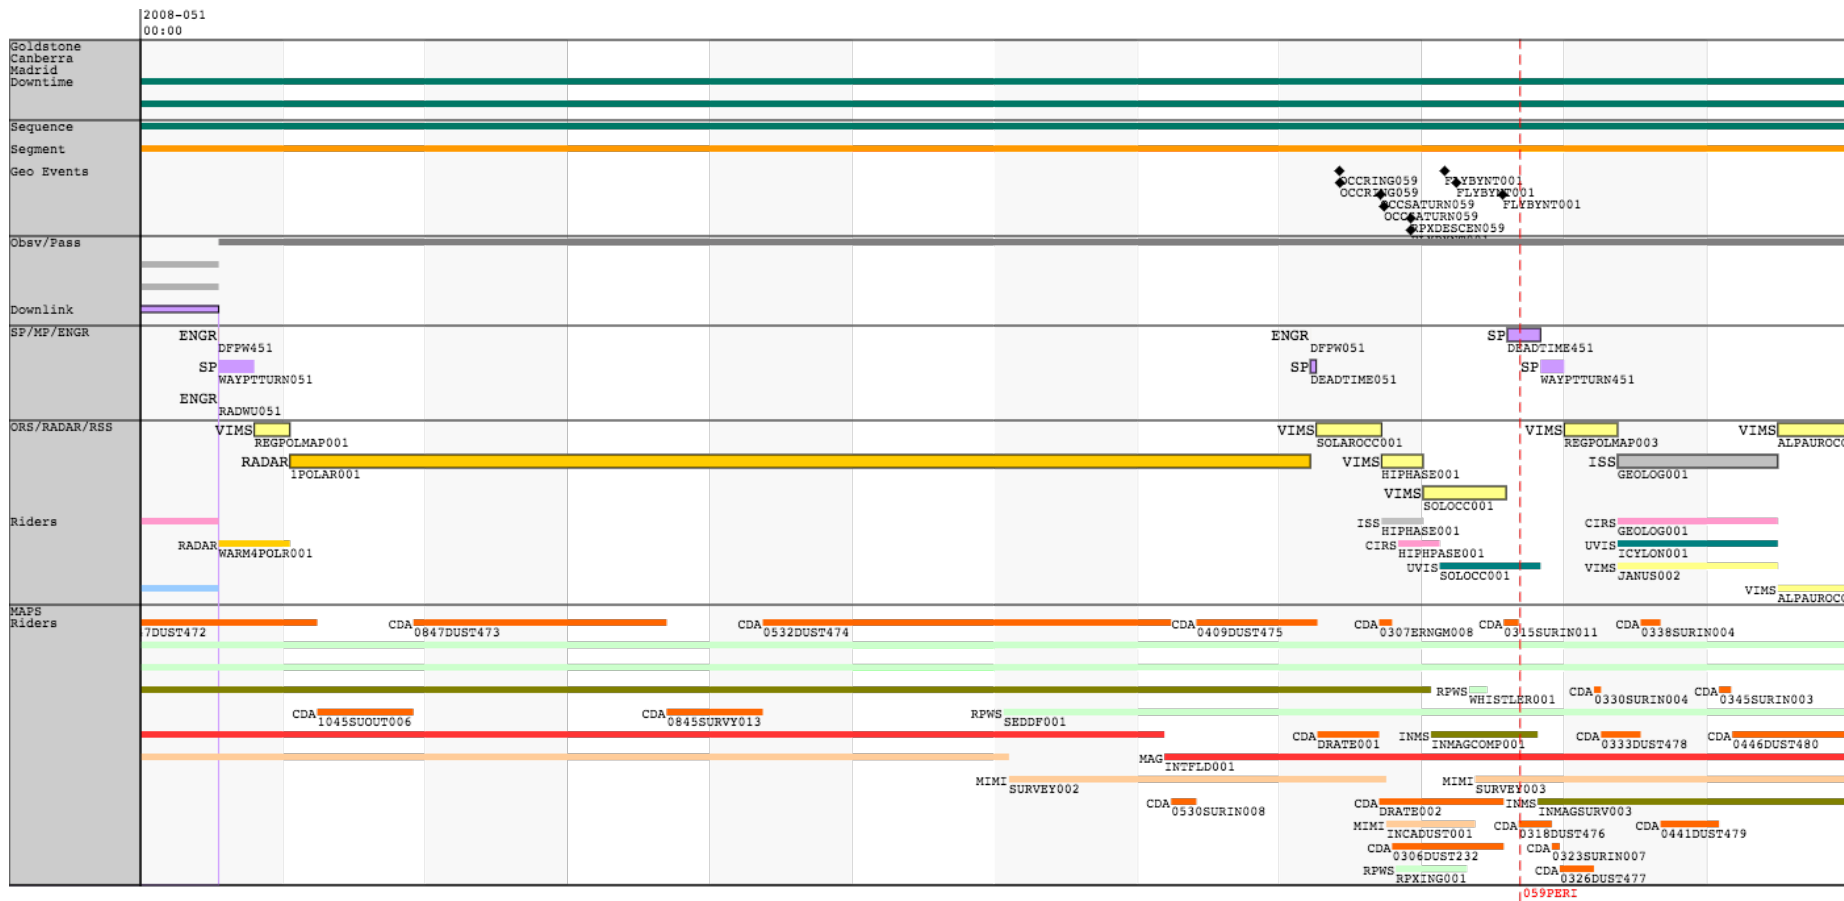 2008-051
00:00
Goldstone
Canberra
Madrid
Downtime
Sequence
Segment
Geo Events
OCCRING059 FLYBYNT001
OCCRING059 FLYBYNT001
OCCSATURN059 FLYBYNT001
OCCSATURN059
RPXDESCEN059
Obsv/Pass
Downlink
SP/MP/ENGR
ENGR ENGR SP
DFPW451 DFPW051 DEADTIME451
SP SP SP
WAYPTTURN051 DEADTIME051 WAYPTTURN451
ENGR
RADWU051
ORS/RADAR/RSS
VIMS VIMS VIMS VIMS
REGPOLMAP001 SOLAROCC001 REGPOLMAP003 ALPAUROCC
RADAR VIMS ISS
1POLAR001 HIPHASE001 GEOLOG001
VIMS
SOLOCC001
Riders
ISS CIRS
HIPHASE001 GEOLOG001
RADAR CIRS UVIS
WARM4POLR001 HIPHPASE001 ICYLON001
UVIS VIMS
SOLOCC001 JANUS002
VIMS
ALPAUROCC
MAPS
Riders
CDA CDA CDA CDA CDA CDA
7DUST472 0847DUST473 0532DUST474 0409DUST475 0307ERNGM008 0315SURIN011 0338SURIN004
RPWS CDA CDA
WHISTLER001 0330SURIN004 0345SURIN003
CDA CDA RPWS
1045SUOUT006 0845SURVY013 SEDDF001
CDA INMS CDA CDA
DRATE001 INMAGCOMP001 0333DUST478 0446DUST480
MAG
INTFLD001
MIMI MIMI
SURVEY002 SURVEY003
CDA CDA INMS
0530SURIN008 DRATE002 INMAGSURV003
MIMI CDA CDA
INCADUST001 0318DUST476 0441DUST479
CDA CDA
0306DUST232 0323SURIN007
RPWS CDA
RPXING001 0326DUST477
059PERI